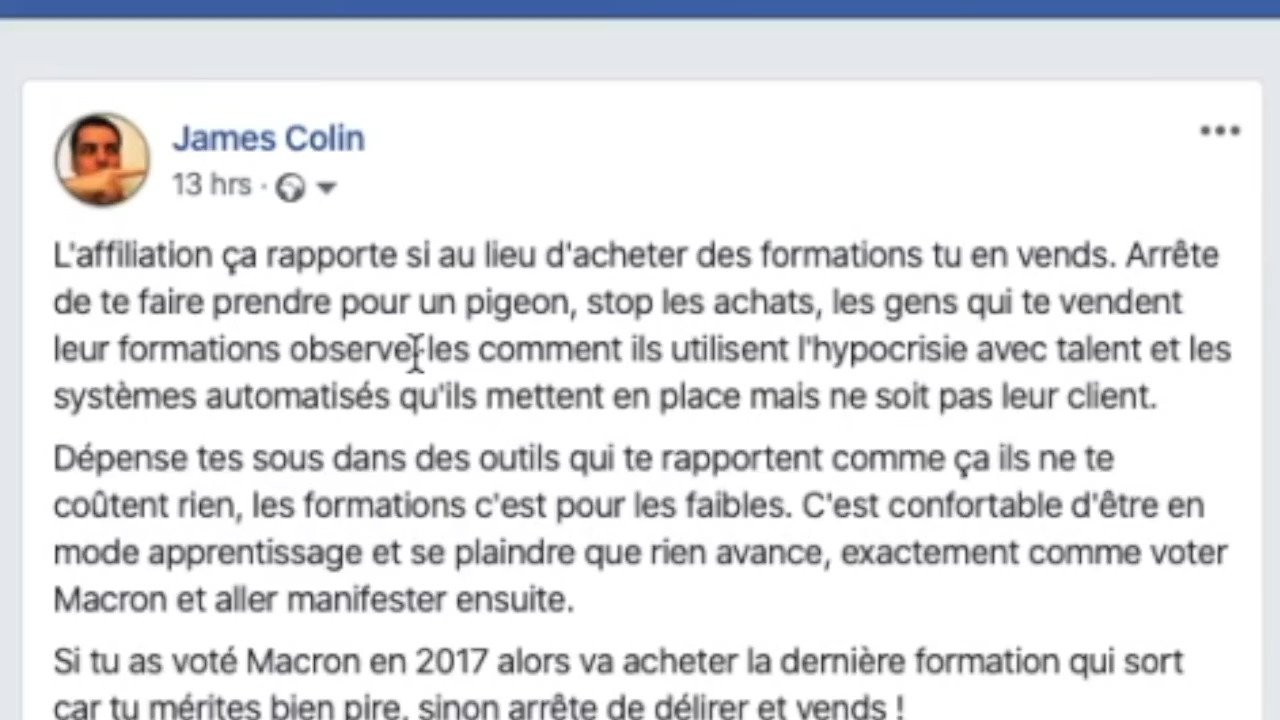 James Colin
13 hrs ·
L'affiliation ça rapporte si au lieu d'acheter des formations tu en vends. Arrête
de te faire prendre pour un pigeon, stop les achats, les gens qui te vendent
leur formations observe-les comment ils utilisent l'hypocrisie avec talent et les
systèmes automatisés qu'ils mettent en place mais ne soit pas leur client.
Dépense tes sous dans des outils qui te rapportent comme ça ils ne te
coûtent rien, les formations c'est pour les faibles. C'est confortable d'être en
mode apprentissage et se plaindre que rien avance, exactement comme voter
Macron et aller manifester ensuite.
Si tu as voté Macron en 2017 alors va acheter la dernière formation qui sort
car tu mérites bien pire, sinon arrête de délirer et vends !